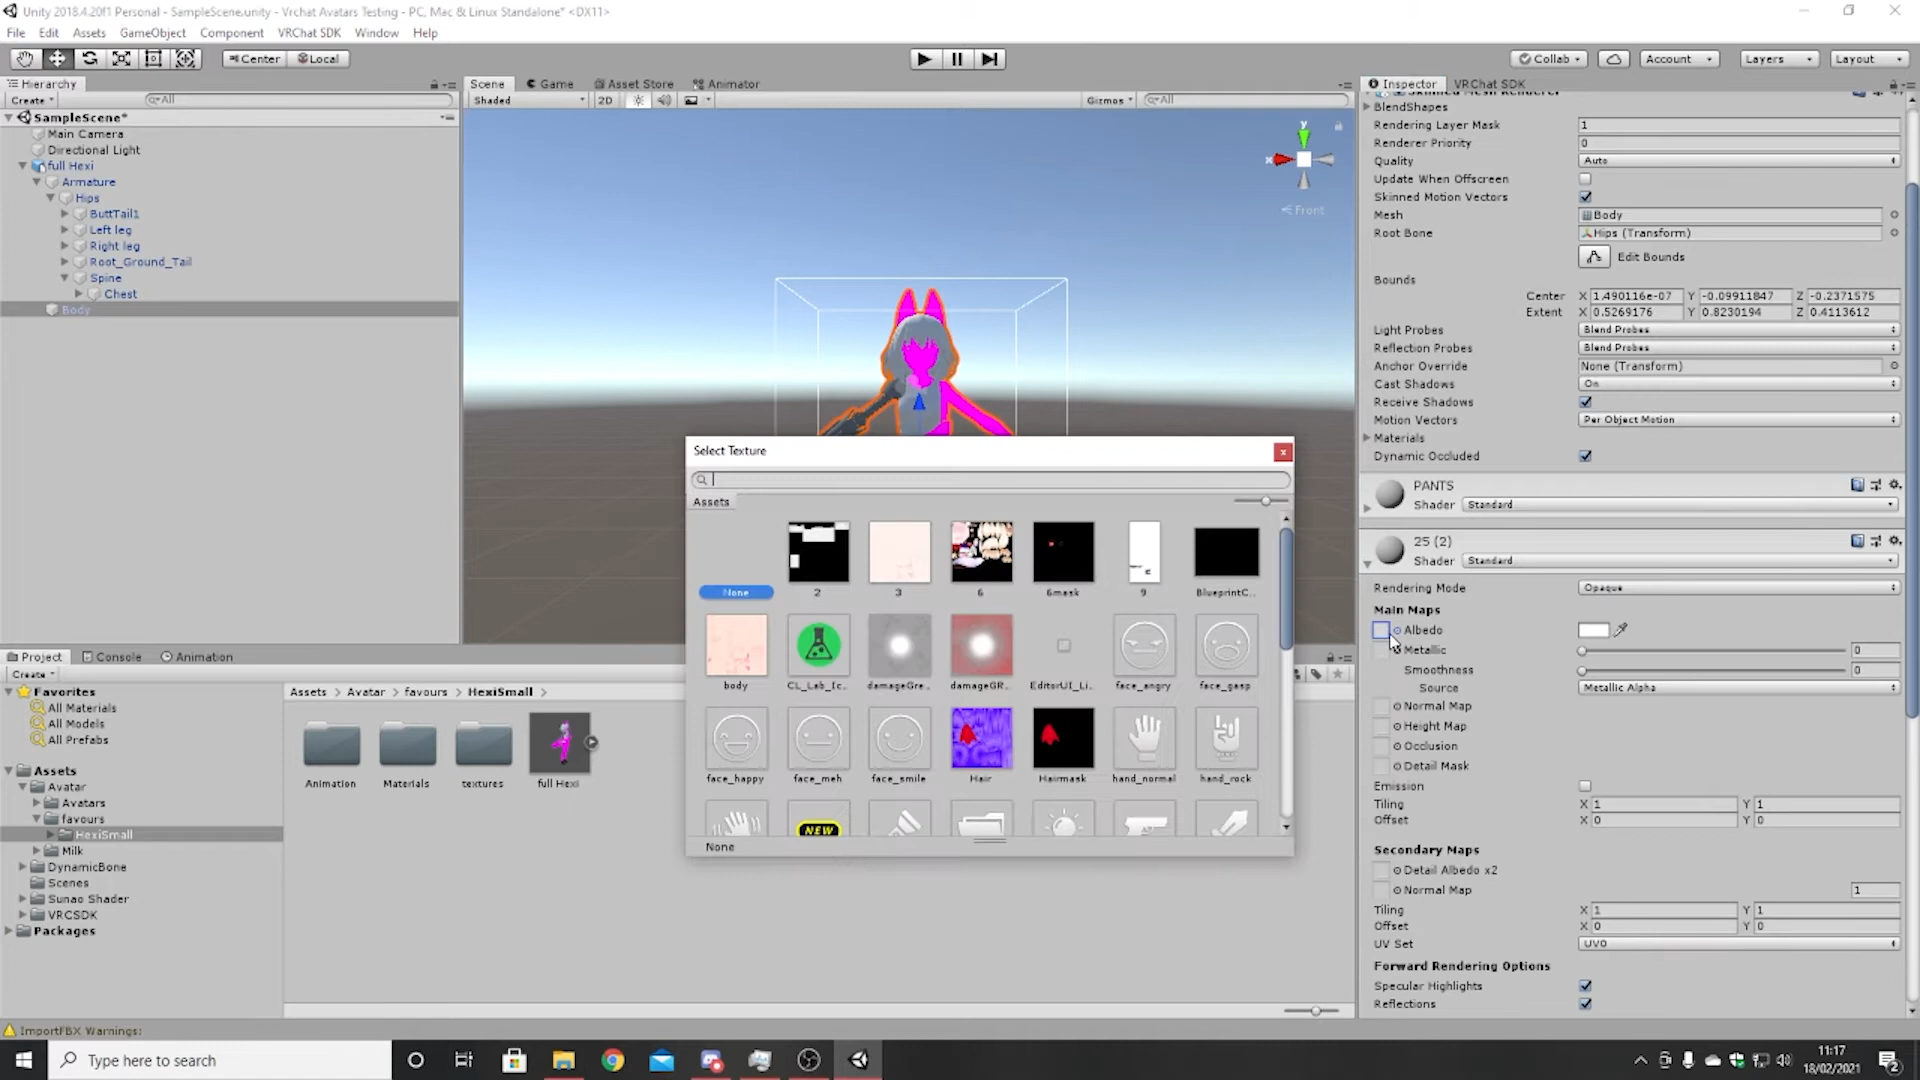 Unity 2018.4.20f1 Personal - SampleScene.unity - Vrchat Avatars Testing - PC, Mac & Linux Standalone* <DX11>
File Edit Assets GameObject Component VRChat SDK Window Help
Center Local
Collab Account Layers Layout
Hierarchy
Create All
SampleScene*
Main Camera
Directional Light
full Hexi
Armature
Hips
ButtTail1
Left leg
Right leg
Root_Ground_Tail
Spine
Chest
Body
Scene Game Asset Store Animator
Shaded 2D Gizmos All
y
x
Front
Select Texture
Assets
None 2 3 6 6mask 9 BlueprintC...
body CL_Lab_Ic... damageGre... damageGR... EditorUI_Li... face_angry face_gasp
face_happy face_meh face_smile Hair Hairmask hand_normal hand_rock
NEW
None
Project Console Animation
Create
Favorites
All Materials
All Models
All Prefabs
Assets
Avatar
Avatars
favours
HexiSmall
Milk
DynamicBone
Scenes
Sunao Shader
VRCSDK
Packages
Assets > Avatar > favours > HexiSmall
Animation Materials textures full Hexi
Inspector VRChat SDK
Skinned Mesh Renderer
BlendShapes
Rendering Layer Mask 1
Renderer Priority 0
Quality Auto
Update When Offscreen
Skinned Motion Vectors
Mesh Body
Root Bone Hips (Transform)
Edit Bounds
Bounds
Center X 1.490116e-07 Y -0.09911847 Z -0.2371575
Extent X 0.5269176 Y 0.8230194 Z 0.4113612
Light Probes Blend Probes
Reflection Probes Blend Probes
Anchor Override None (Transform)
Cast Shadows On
Receive Shadows
Motion Vectors Per Object Motion
Materials
Dynamic Occluded
PANTS
Shader Standard
25 (2)
Shader Standard
Rendering Mode Opaque
Main Maps
Albedo
Metallic 0
Smoothness 0
Source Metallic Alpha
Normal Map
Height Map
Occlusion
Detail Mask
Emission
Tiling X 1 Y 1
Offset X 0 Y 0
Secondary Maps
Detail Albedo x2
Normal Map 1
Tiling X 1 Y 1
Offset X 0 Y 0
UV Set UV0
Forward Rendering Options
Specular Highlights
Reflections
ImportFBX Warnings:
Type here to search
11:17
18/02/2021
2